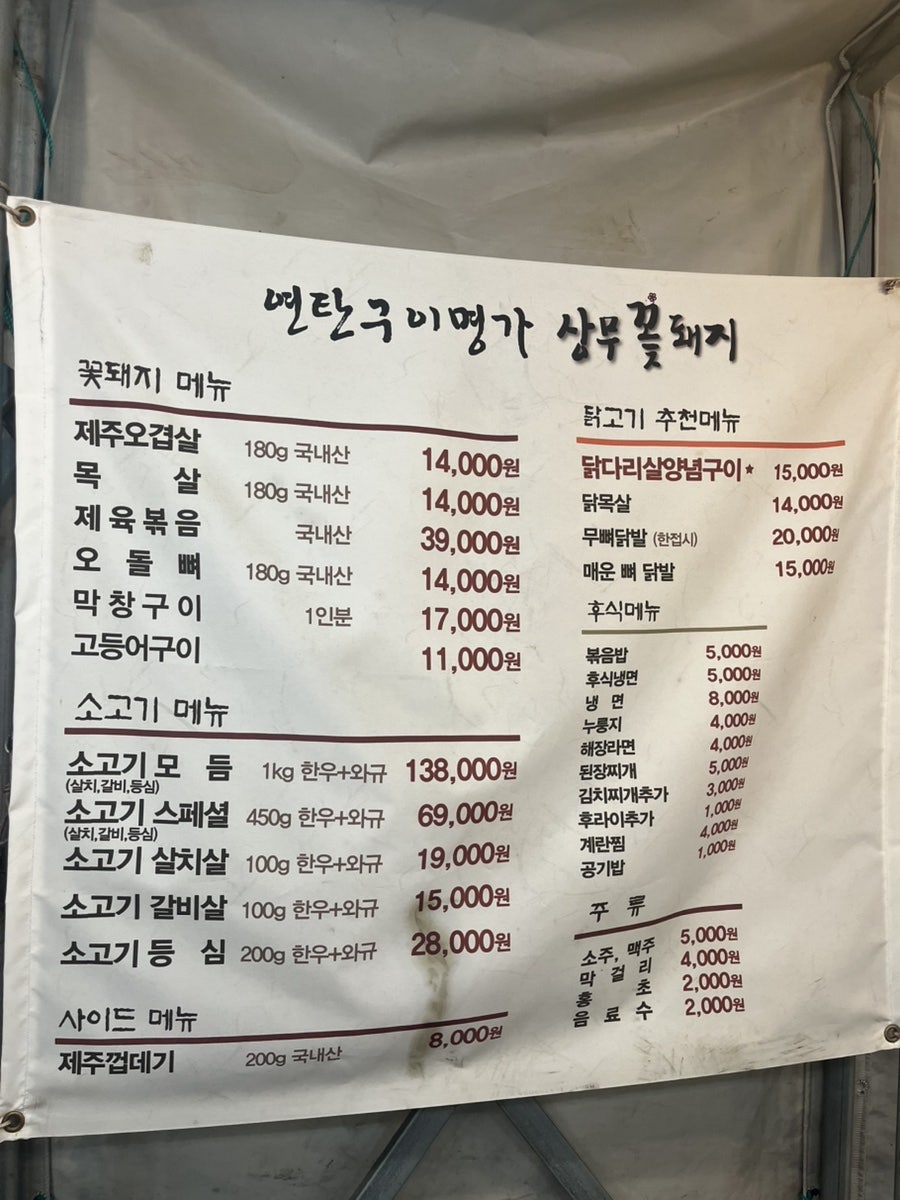 연탄구이명가 상무꽃돼지
꽃돼지 메뉴
제주오겹살 180g 국내산 14,000원
목 살 180g 국내산 14,000원
제육볶음 국내산 39,000원
오 돌 뼈 180g 국내산 14,000원
막창구이 1인분 17,000원
고등어구이 11,000원
소고기 메뉴
소고기 모 듬 1kg 한우+와규 138,000원
(살치,갈비,등심)
소고기 스페셜 450g 한우+와규 69,000원
(살치,갈비,등심)
소고기 살치살 100g 한우+와규 19,000원
소고기 갈비살 100g 한우+와규 15,000원
소고기 등 심 200g 한우+와규 28,000원
사이드 메뉴
제주껍데기 200g 국내산 8,000원
닭고기 추천메뉴
닭다리살양념구이★ 15,000원
닭목살 14,000원
무뼈닭발 (한접시) 20,000원
매운 뼈 닭발 15,000원
후식메뉴
볶음밥 5,000원
후식냉면 5,000원
냉 면 8,000원
누룽지 4,000원
해장라면 4,000원
된장찌개 5,000원
김치찌개추가 3,000원
후라이추가 1,000원
계란찜 4,000원
공기밥 1,000원
주 류
소주, 맥주 5,000원
막 걸 리 4,000원
홍 초 2,000원
음 료 수 2,000원